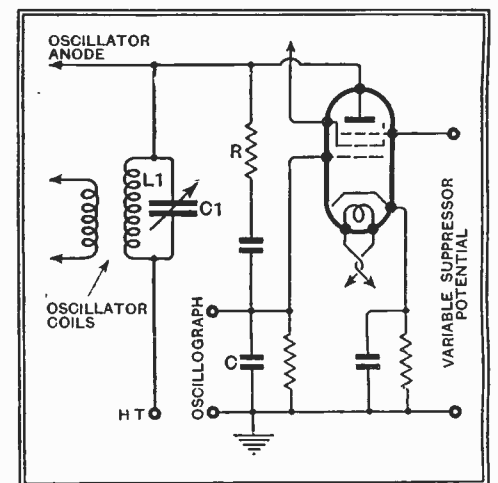 OSCILLATOR
ANODE
R
L1
C1
OSCILLATOR
COILS
OSCILLOGRAPH
C
VARIABLE SUPPRESSOR
POTENTIAL
HT